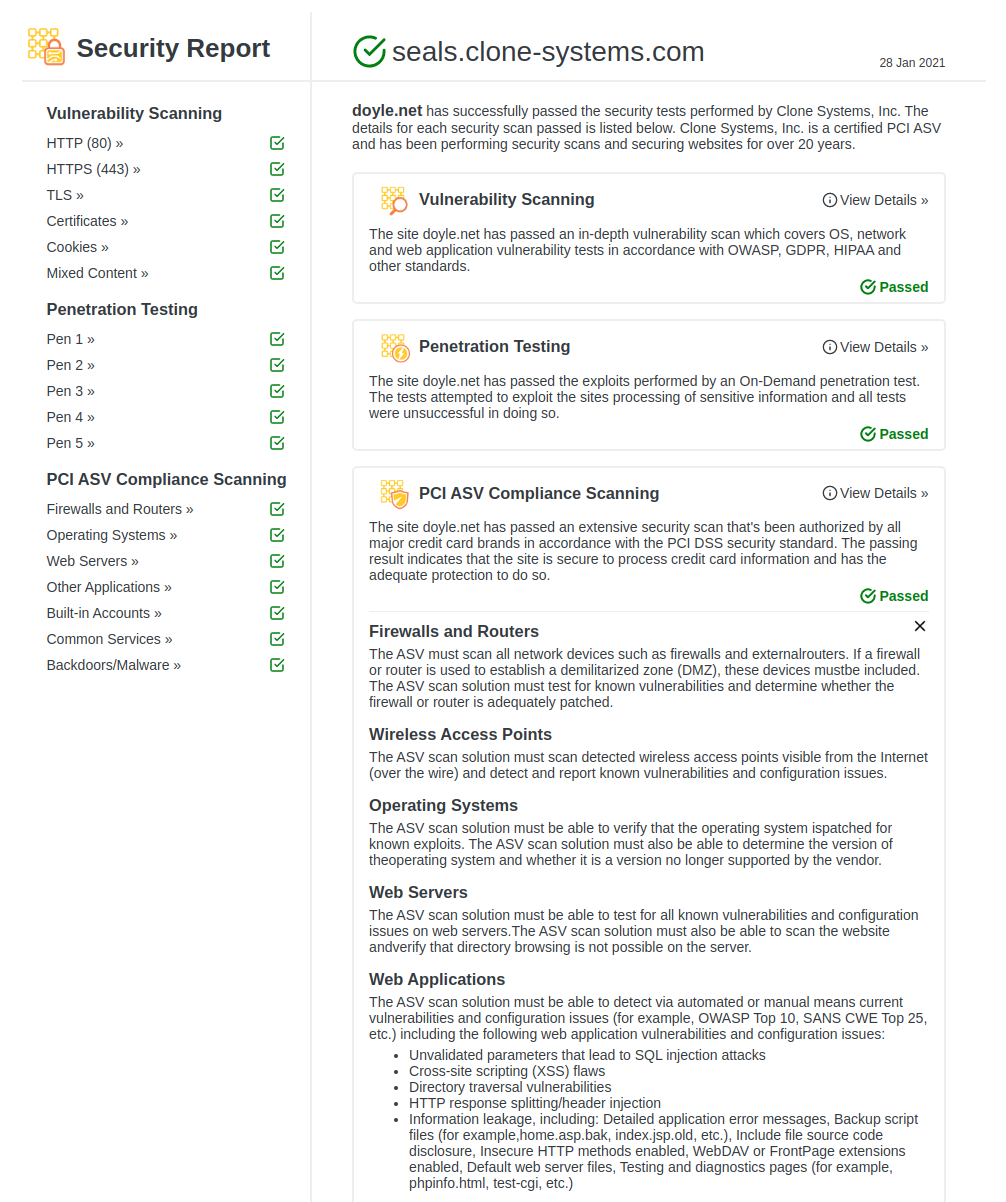 Security Report
Vulnerability Scanning
HTTP (80) »
HTTPS (443) »
TLS »
Certificates »
Cookies »
Mixed Content »
Penetration Testing
Pen 1 »
Pen 2 »
Pen 3 »
Pen 4 »
Pen 5 »
PCI ASV Compliance Scanning
Firewalls and Routers »
Operating Systems »
Web Servers »
Other Applications »
Built-in Accounts »
Common Services »
Backdoors/Malware »
seals.clone-systems.com
28 Jan 2021
doyle.net has successfully passed the security tests performed by Clone Systems, Inc. The
details for each security scan passed is listed below. Clone Systems, Inc. is a certified PCI ASV
and has been performing security scans and securing websites for over 20 years.
Vulnerability Scanning
View Details »
The site doyle.net has passed an in-depth vulnerability scan which covers OS, network
and web application vulnerability tests in accordance with OWASP, GDPR, HIPAA and
other standards.
Passed
Penetration Testing
View Details »
The site doyle.net has passed the exploits performed by an On-Demand penetration test.
The tests attempted to exploit the sites processing of sensitive information and all tests
were unsuccessful in doing so.
Passed
PCI ASV Compliance Scanning
View Details »
The site doyle.net has passed an extensive security scan that's been authorized by all
major credit card brands in accordance with the PCI DSS security standard. The passing
result indicates that the site is secure to process credit card information and has the
adequate protection to do so.
Passed
Firewalls and Routers
The ASV must scan all network devices such as firewalls and externalrouters. If a firewall
or router is used to establish a demilitarized zone (DMZ), these devices mustbe included.
The ASV scan solution must test for known vulnerabilities and determine whether the
firewall or router is adequately patched.
Wireless Access Points
The ASV scan solution must scan detected wireless access points visible from the Internet
(over the wire) and detect and report known vulnerabilities and configuration issues.
Operating Systems
The ASV scan solution must be able to verify that the operating system ispatched for
known exploits. The ASV scan solution must also be able to determine the version of
theoperating system and whether it is a version no longer supported by the vendor.
Web Servers
The ASV scan solution must be able to test for all known vulnerabilities and configuration
issues on web servers.The ASV scan solution must also be able to scan the website
andverify that directory browsing is not possible on the server.
Web Applications
The ASV scan solution must be able to detect via automated or manual means current
vulnerabilities and configuration issues (for example, OWASP Top 10, SANS CWE Top 25,
etc.) including the following web application vulnerabilities and configuration issues:
• Unvalidated parameters that lead to SQL injection attacks
• Cross-site scripting (XSS) flaws
• Directory traversal vulnerabilities
• HTTP response splitting/header injection
• Information leakage, including: Detailed application error messages, Backup script
files (for example,home.asp.bak, index.jsp.old, etc.), Include file source code
disclosure, Insecure HTTP methods enabled, WebDAV or FrontPage extensions
enabled, Default web server files, Testing and diagnostics pages (for example,
phpinfo.html, test-cgi, etc.)